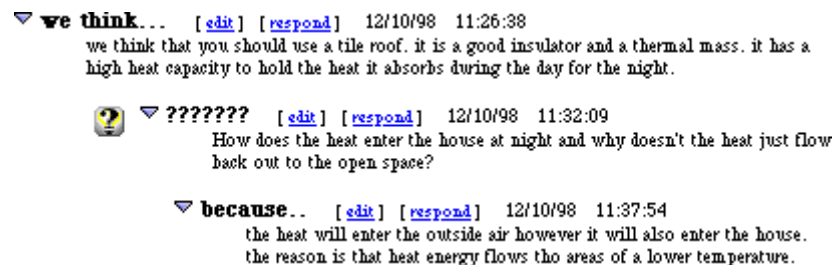 we think... [edit] [respond] 12/10/98 11:26:38
we think that you should use a tile roof. it is a good insulator and a thermal mass. it has a
high heat capacity to hold the heat it absorbs during the day for the night.
??????? [edit] [respond] 12/10/98 11:32:09
How does the heat enter the house at night and why doesn't the heat just flow
back out to the open space?
because.. [edit] [respond] 12/10/98 11:37:54
the heat will enter the outside air however it will also enter the house.
the reason is that heat energy flows tho areas of a lower temperature.